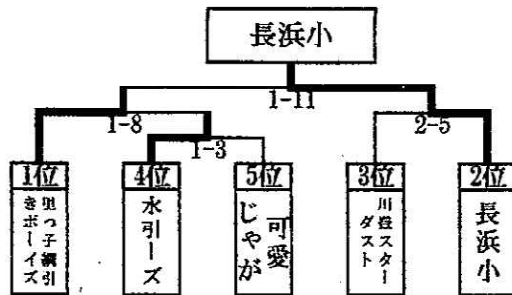 長浜小
1-11
1-8
2-5
1-3
1位
4位
5位
3位
2位
里っ子綱引
きボーイズ
水引ーズ
可愛
じゃが
川登スター
ダスト
長浜小